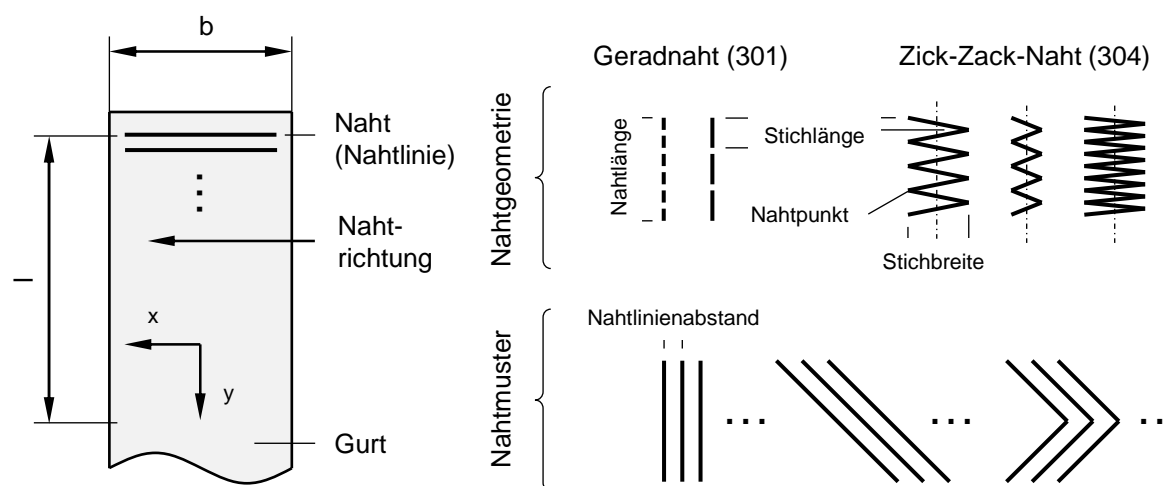 b
Naht
(Nahtlinie)
Naht-
richtung
l
x
y
Gurt
Geradnaht (301)
Zick-Zack-Naht (304)
Nahtgeometrie
Nahtlänge
Stichlänge
Nahtpunkt
Stichbreite
Nahtmuster
Nahtlinienabstand